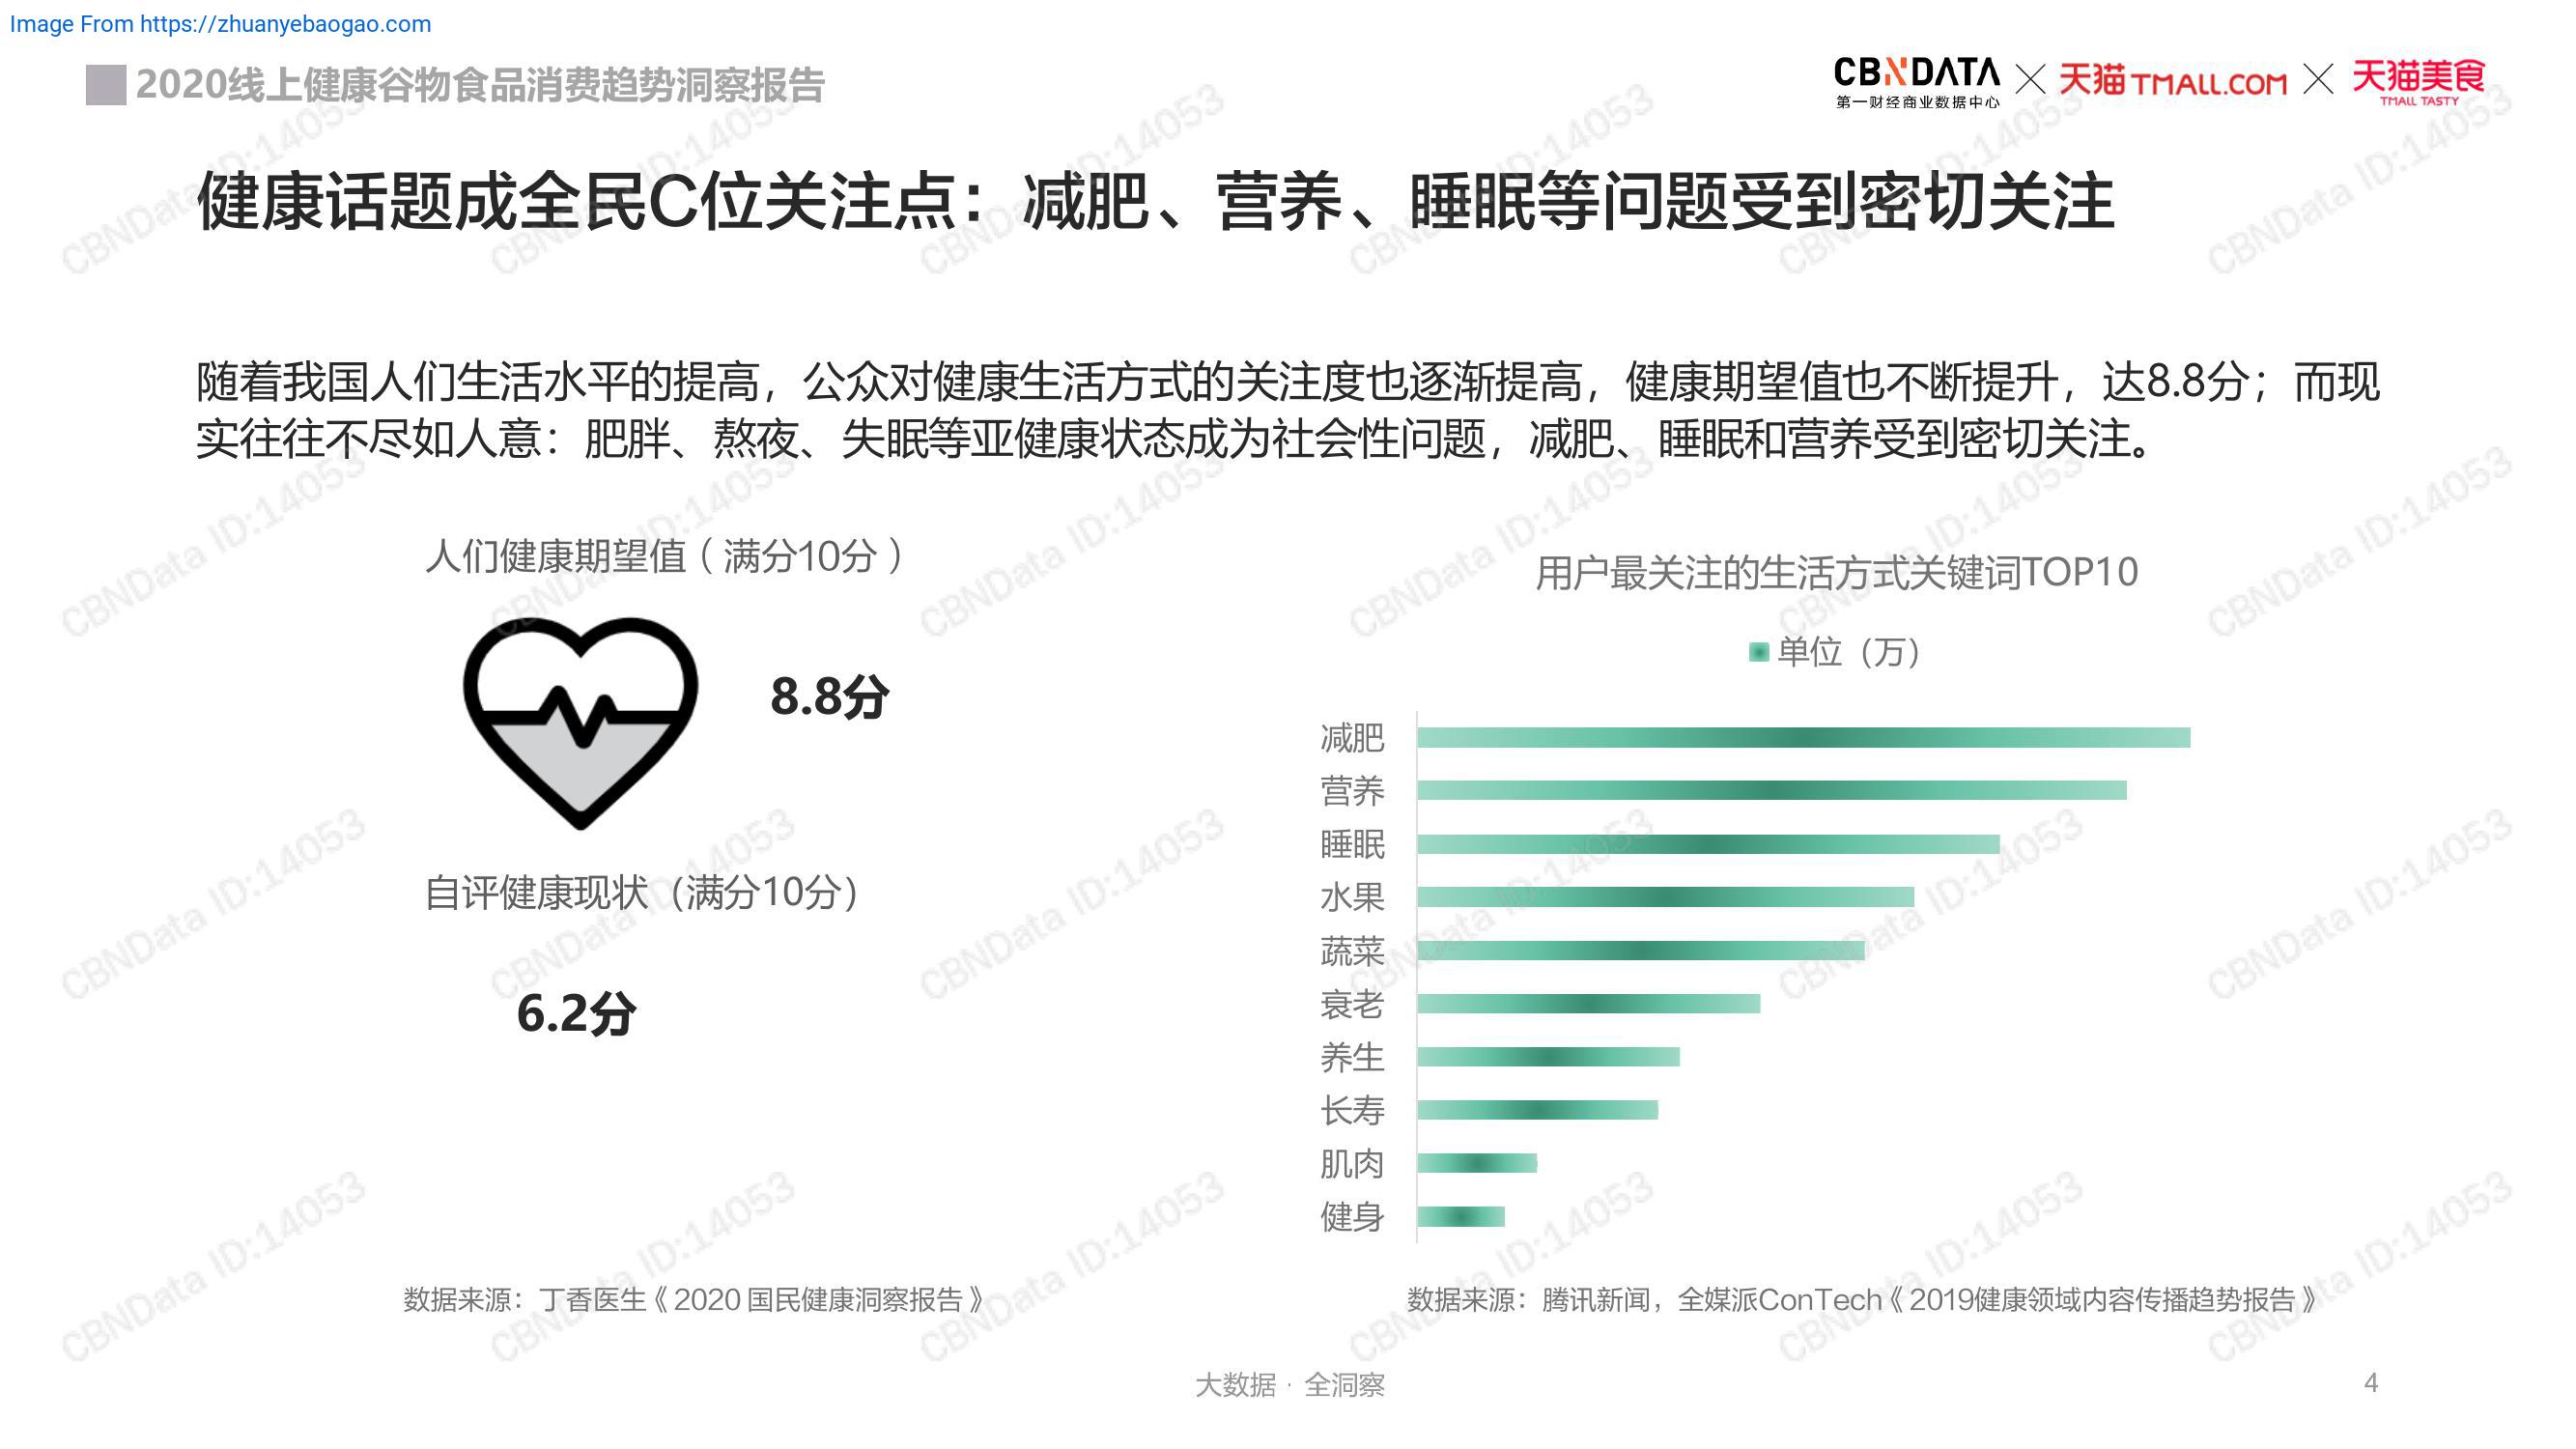 Image From https://zhuanyebaogao.com
2020线上健康谷物食品消费趋势洞察报告
CBNDATA
第一财经商业数据中心
天猫 TMALL.COM
天猫美食
TMALL TASTY
健康话题成全民C位关注点：减肥、营养、睡眠等问题受到密切关注
随着我国人们生活水平的提高，公众对健康生活方式的关注度也逐渐提高，健康期望值也不断提升，达8.8分；而现
实往往不尽如人意：肥胖、熬夜、失眠等亚健康状态成为社会性问题，减肥、睡眠和营养受到密切关注。
人们健康期望值（满分10分）
8.8分
自评健康现状（满分10分）
6.2分
数据来源：丁香医生《2020 国民健康洞察报告》
用户最关注的生活方式关键词TOP10
单位（万）
减肥
营养
睡眠
水果
蔬菜
衰老
养生
长寿
肌肉
健身
数据来源：腾讯新闻，全媒派ConTech《2019健康领域内容传播趋势报告》
大数据 · 全洞察
4
CBNData ID:14053